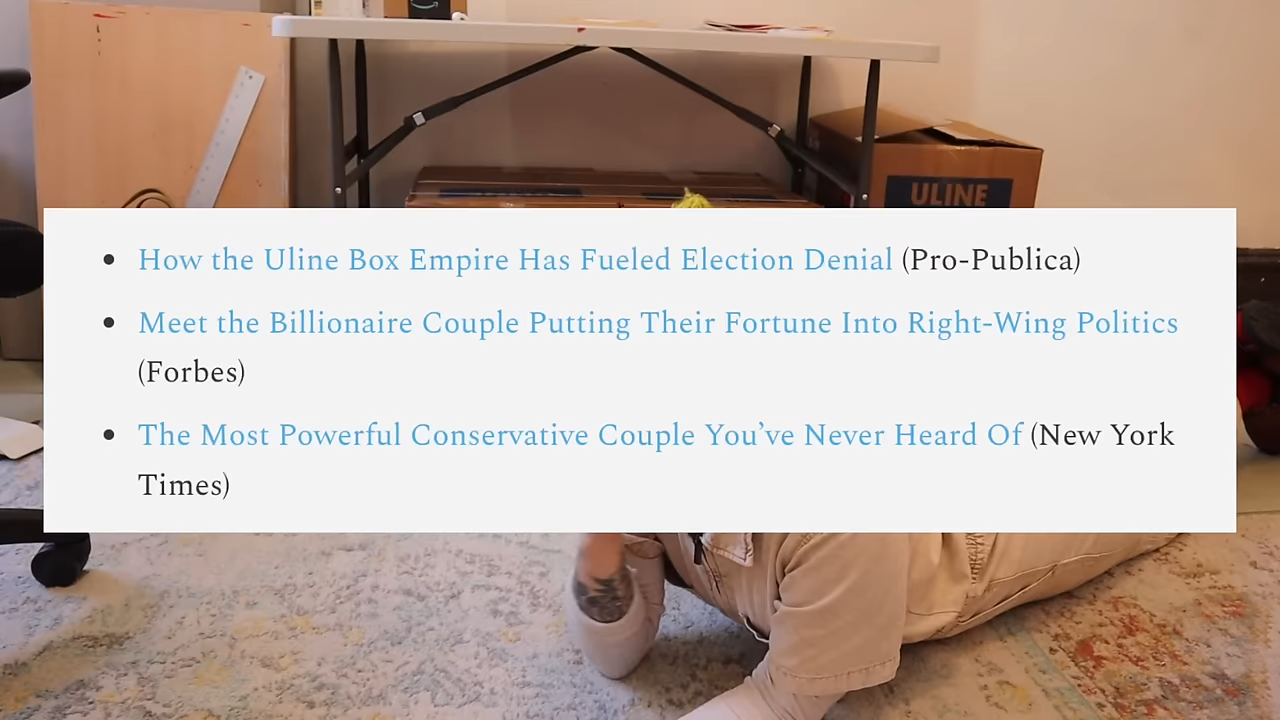 ULINE
How the Uline Box Empire Has Fueled Election Denial (Pro-Publica)
Meet the Billionaire Couple Putting Their Fortune Into Right-Wing Politics
(Forbes)
The Most Powerful Conservative Couple You’ve Never Heard Of (New York
Times)